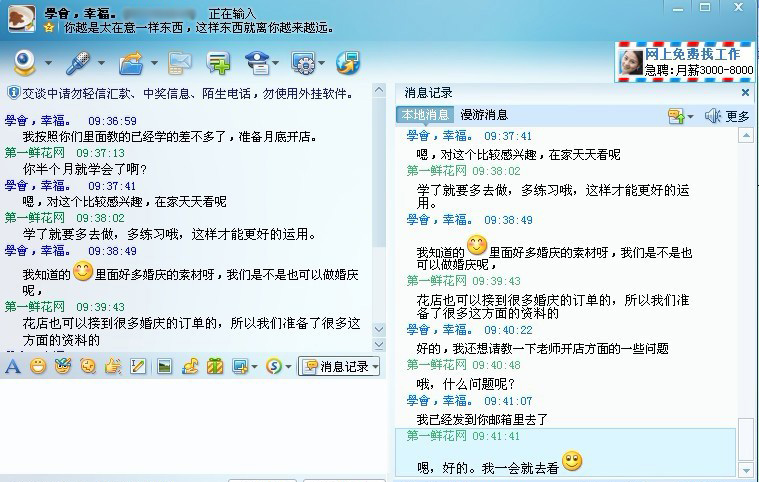 學會，幸福。 正在输入
你越是太在意一样东西，这样东西就离你越来越远。
网上免费找工作
急聘:月薪3000-8000
交谈中请勿轻信汇款、中奖信息、陌生电话，勿使用外挂软件。
學會，幸福。 09:36:59
我按照你们里面教的已经学的差不多了，准备月底开店。
第一鲜花网 09:37:13
你半个月就学会了啊?
學會，幸福。 09:37:41
嗯，对这个比较感兴趣，在家天天看呢
第一鲜花网 09:38:02
学了就要多去做，多练习哦，这样才能更好的运用。
學會，幸福。 09:38:49
我知道的里面好多婚庆的素材呀，我们是不是也可以做婚庆
呢，
第一鲜花网 09:39:43
花店也可以接到很多婚庆的订单的，所以我们准备了很多这
方面的资料的
消息记录
消息记录
本地消息 漫游消息 更多
學會，幸福。 09:37:41
嗯，对这个比较感兴趣，在家天天看呢
第一鲜花网 09:38:02
学了就要多去做，多练习哦，这样才能更好的运
用。
學會，幸福。 09:38:49
我知道的里面好多婚庆的素材呀，我们是不是也
可以做婚庆呢，
第一鲜花网 09:39:43
花店也可以接到很多婚庆的订单的，所以我们准
备了很多这方面的资料的
學會，幸福。 09:40:22
好的，我还想请教一下老师开店方面的一些问题
第一鲜花网 09:40:48
哦，什么问题呢?
學會，幸福。 09:41:07
我已经发到你邮箱里去了
第一鲜花网 09:41:41
嗯，好的。我一会就去看